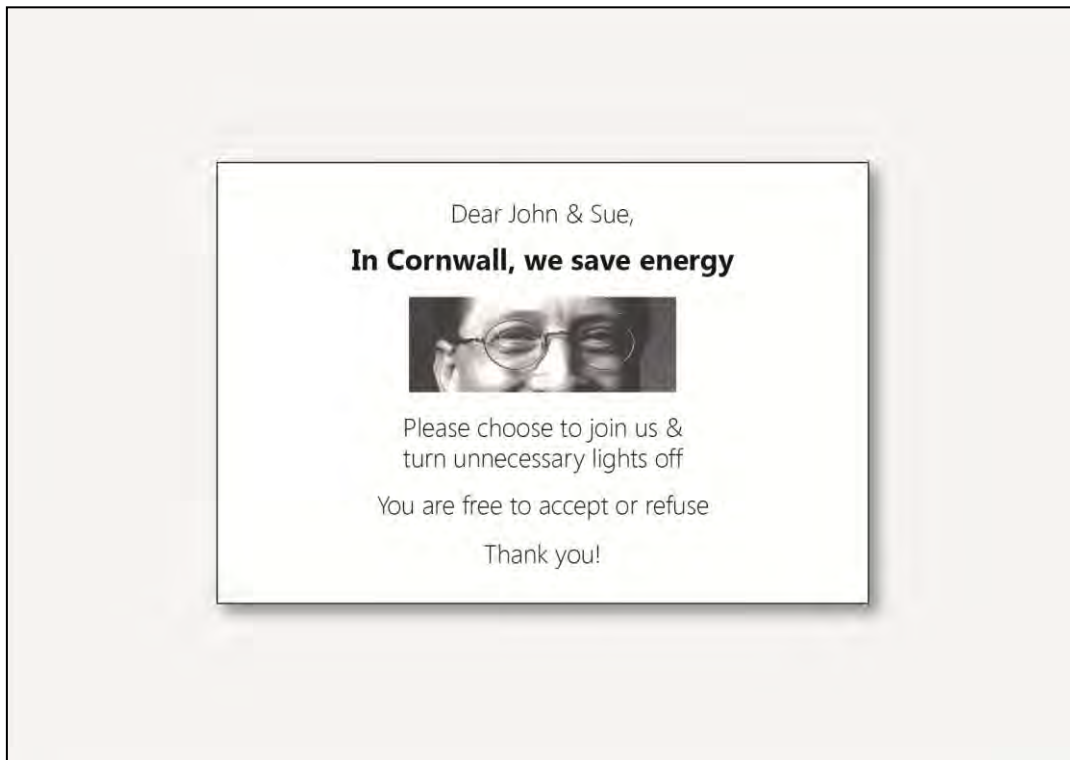 Dear John & Sue,
In Cornwall, we save energy
Please choose to join us &
turn unnecessary lights off
You are free to accept or refuse
Thank you!